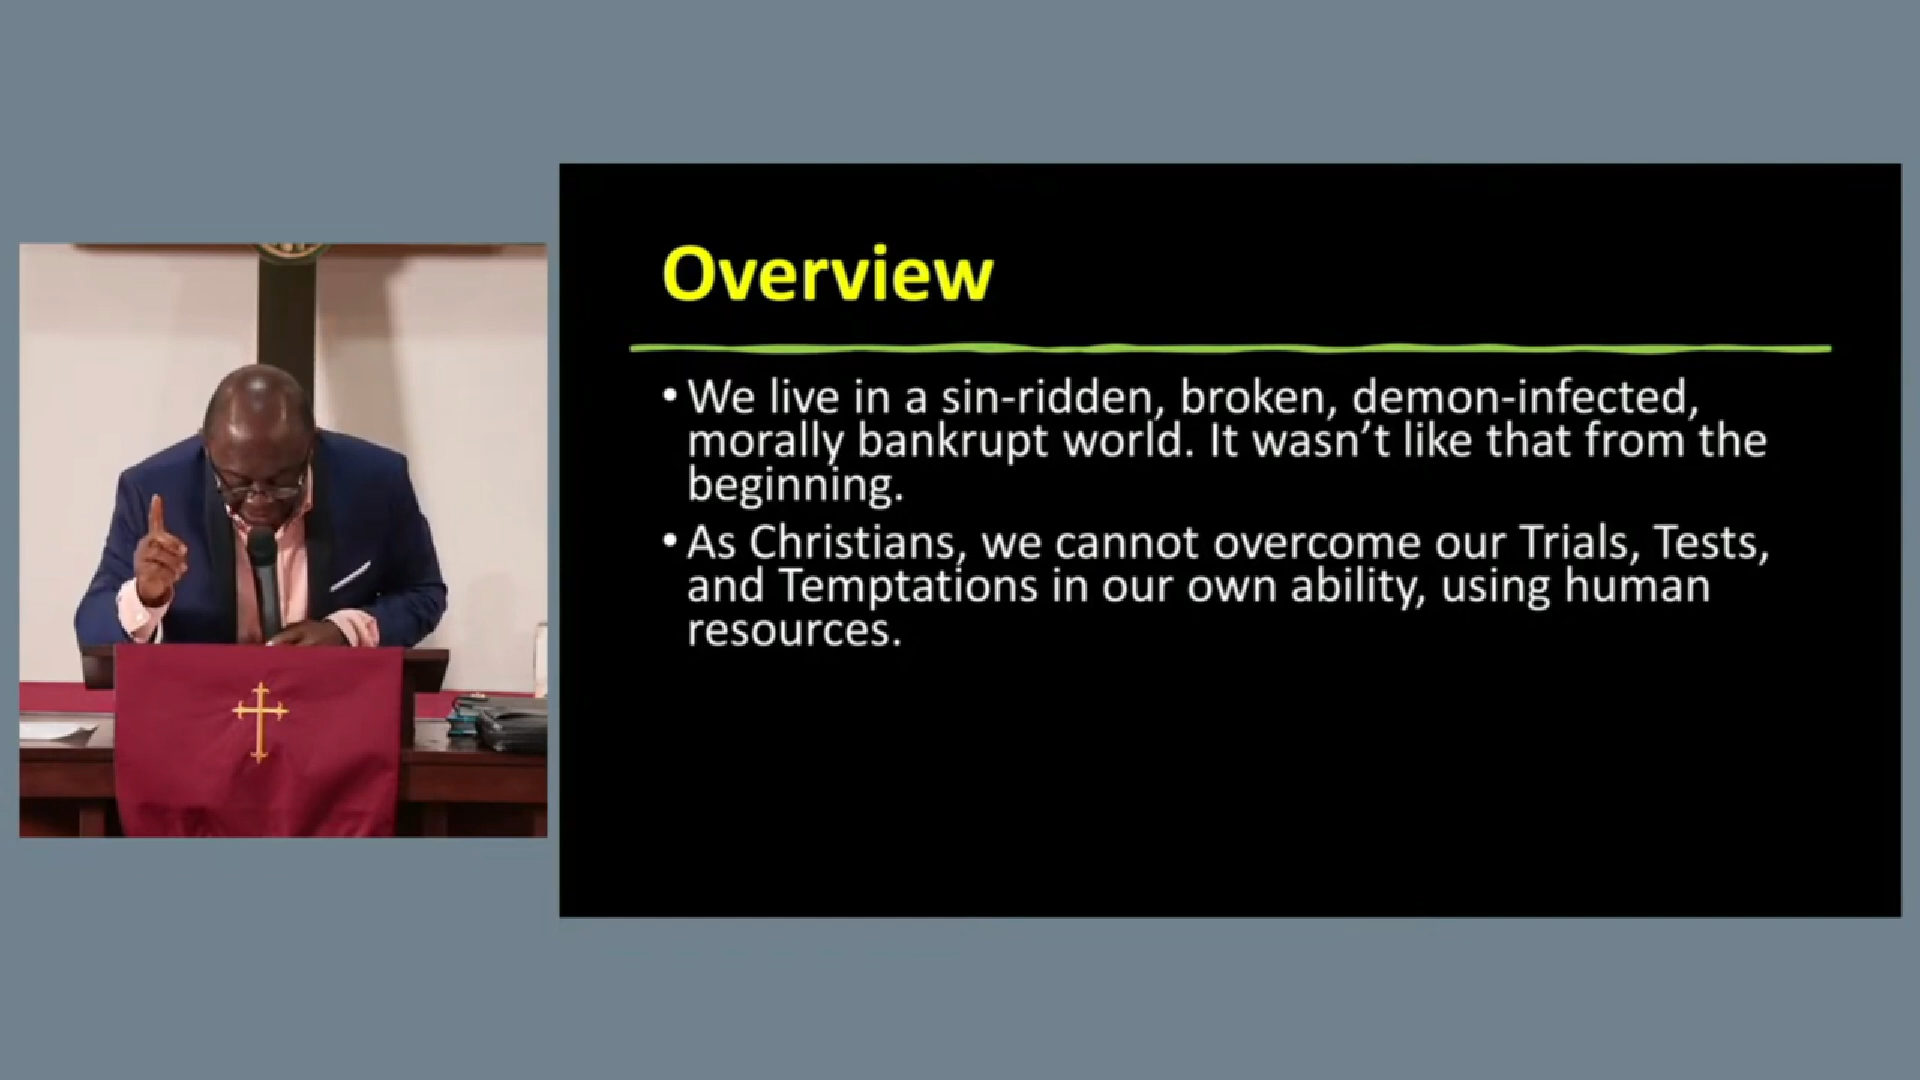 Overview
• We live in a sin-ridden, broken, demon-infected,
morally bankrupt world. It wasn’t like that from the
beginning.
• As Christians, we cannot overcome our Trials, Tests,
and Temptations in our own ability, using human
resources.